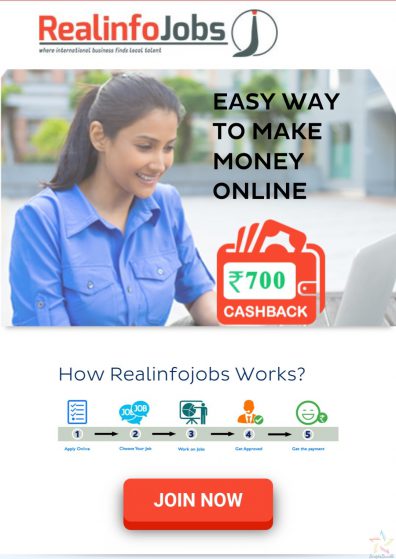 RealinfoJobs
where international business finds local talent
EASY WAY
TO MAKE
MONEY
ONLINE
₹700
CASHBACK
How Realinfojobs Works?
JOB JOB
1 2 3 4 5
Apply Online Choose Your Job Work on Jobs Get Approved Get the payment
JOIN NOW